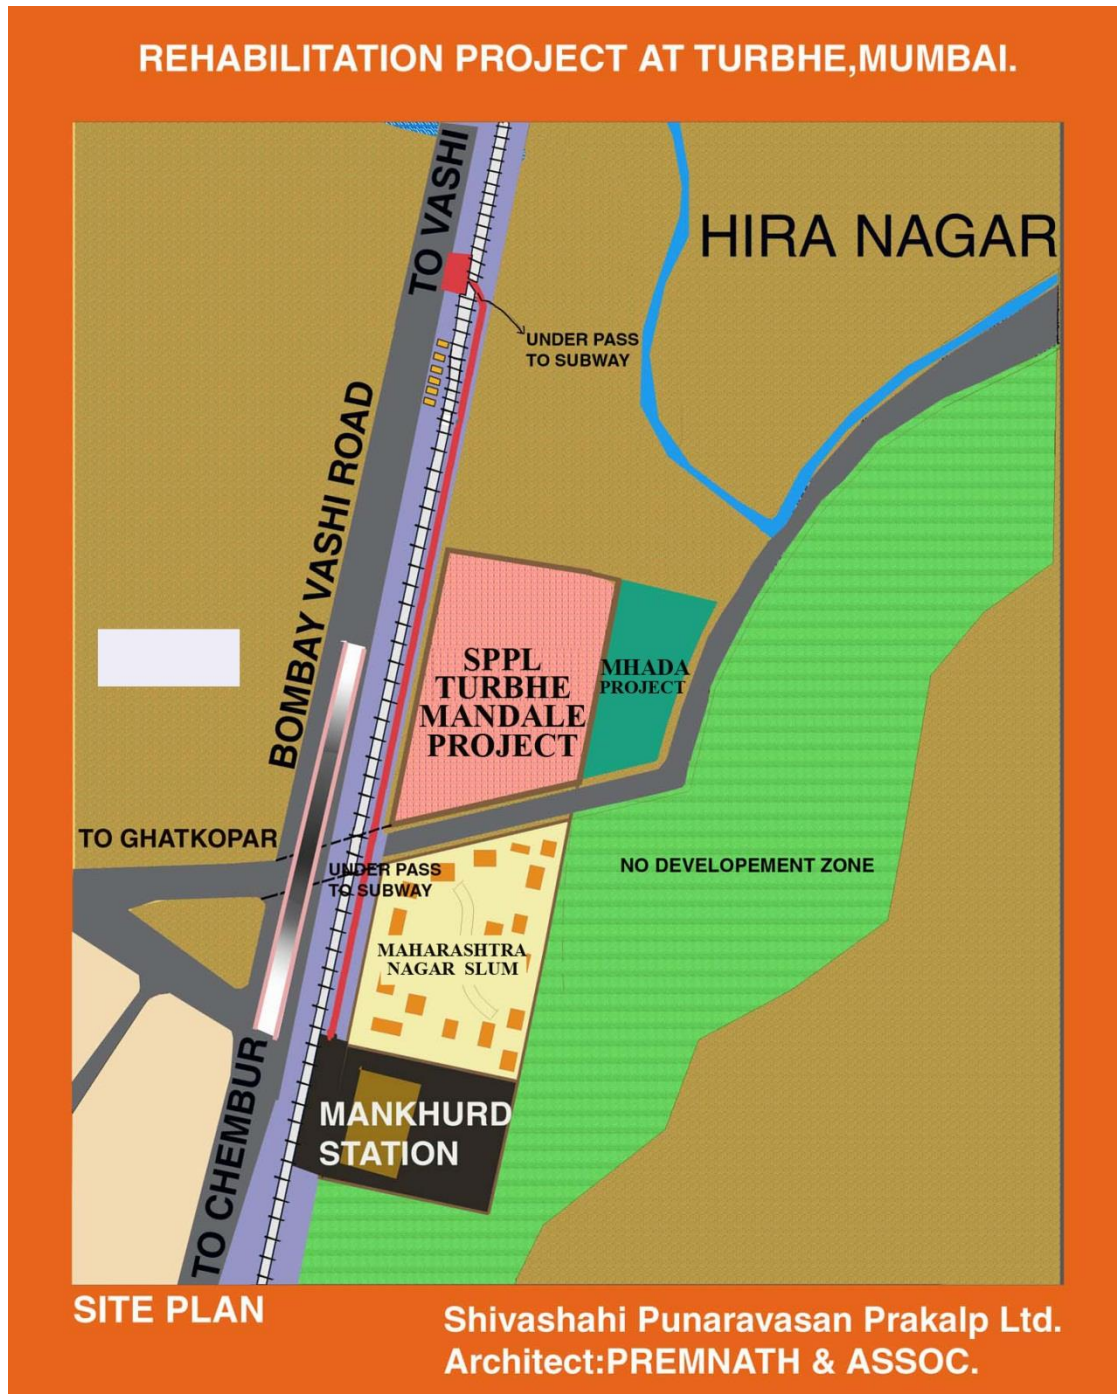 REHABILITATION PROJECT AT TURBHE,MUMBAI.
TO VASHI
HIRA NAGAR
UNDER PASS
TO SUBWAY
BOMBAY VASHI ROAD
SPPL
TURBHE
MANDALE
PROJECT
MHADA
PROJECT
TO GHATKOPAR
UNDER PASS
TO SUBWAY
NO DEVELOPEMENT ZONE
MAHARASHTRA
NAGAR SLUM
MANKHURD
STATION
TO CHEMBUR
SITE PLAN
Shivashahi Punaravasan Prakalp Ltd.
Architect:PREMNATH & ASSOC.